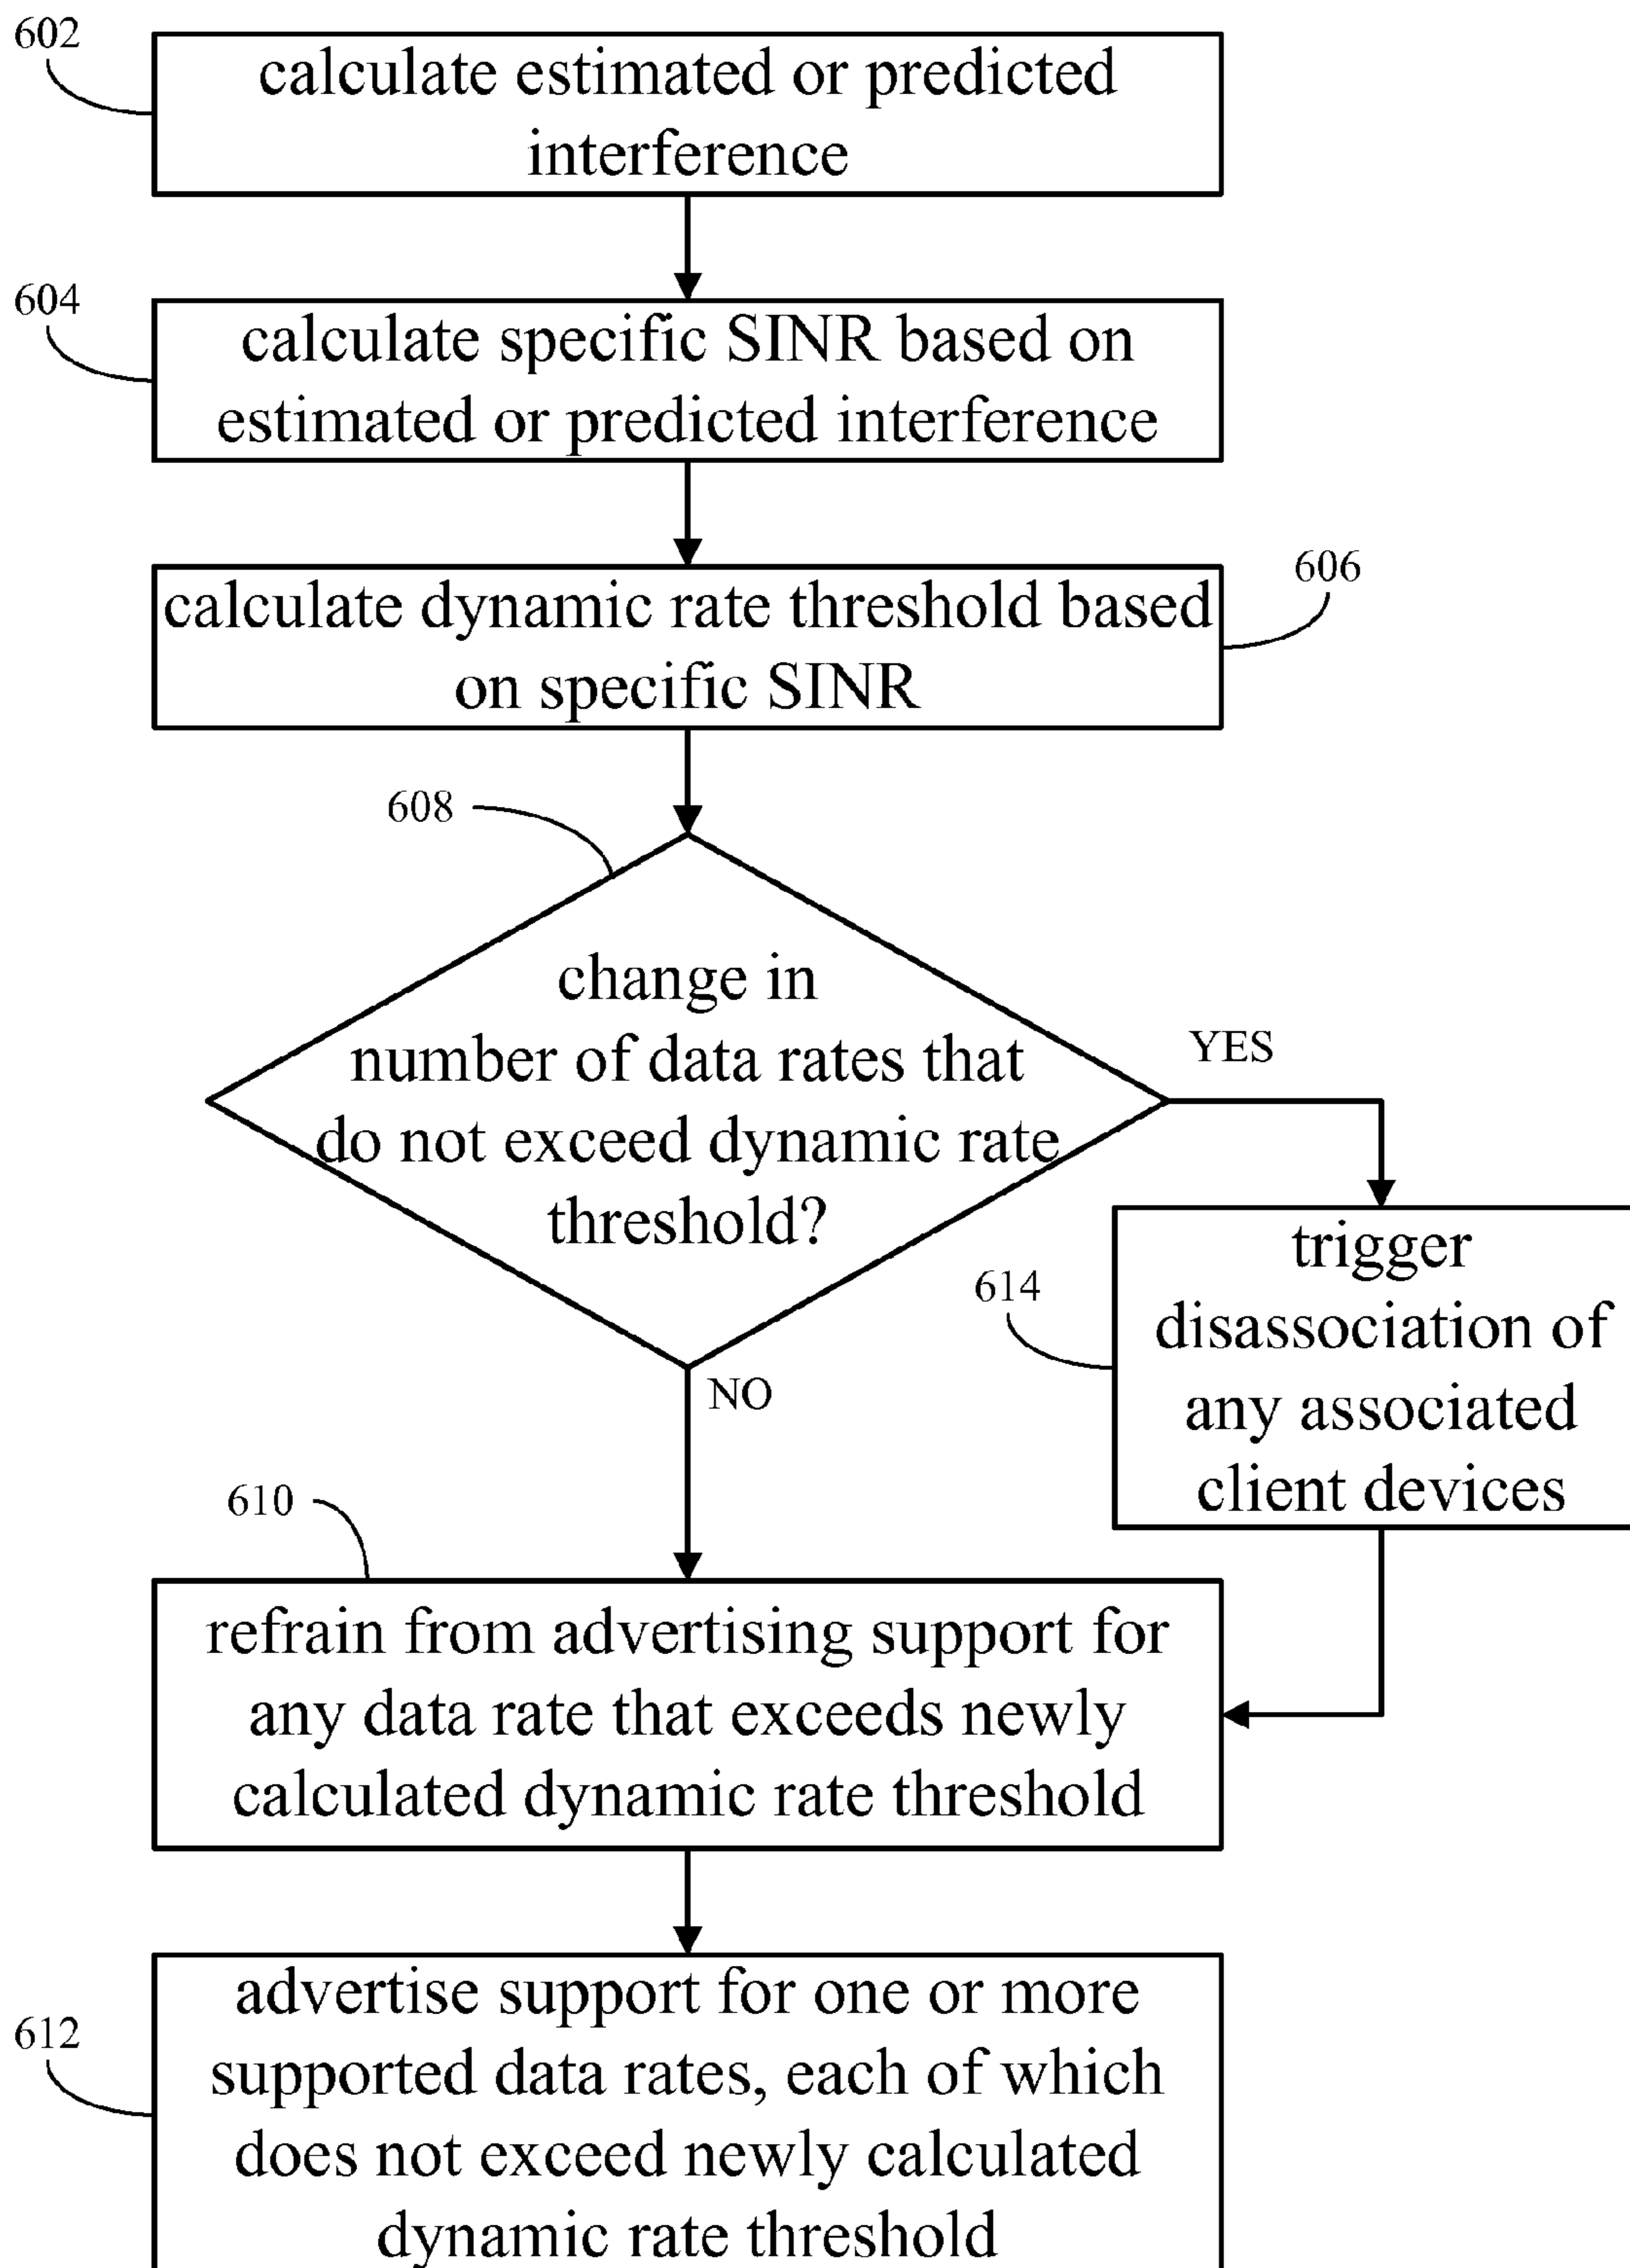 602
calculate estimated or predicted
interference
604
calculate specific SINR based on
estimated or predicted interference
606
calculate dynamic rate threshold based
on specific SINR
608
change in
number of data rates that
do not exceed dynamic rate
threshold?
YES
NO
614
trigger
disassociation of
any associated
client devices
610
refrain from advertising support for
any data rate that exceeds newly
calculated dynamic rate threshold
612
advertise support for one or more
supported data rates, each of which
does not exceed newly calculated
dynamic rate threshold